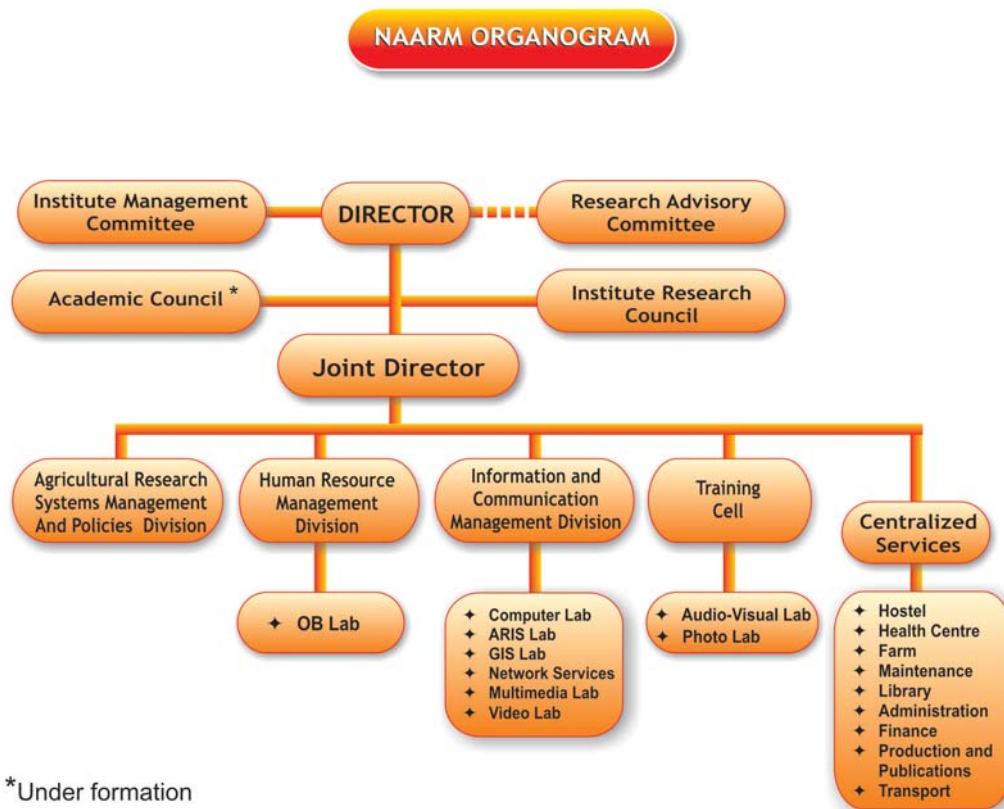 NAARM ORGANOGRAM
Institute Management
Committee
DIRECTOR
Research Advisory
Committee
Academic Council *
Institute Research
Council
Joint Director
Agricultural Research
Systems Management
And Policies Division
Human Resource
Management
Division
Information and
Communication
Management Division
Training
Cell
Centralized
Services
✦ OB Lab
✦ Computer Lab
✦ ARIS Lab
✦ GIS Lab
✦ Network Services
✦ Multimedia Lab
✦ Video Lab
✦ Audio-Visual Lab
✦ Photo Lab
✦ Hostel
✦ Health Centre
✦ Farm
✦ Maintenance
✦ Library
✦ Administration
✦ Finance
✦ Production and
Publications
✦ Transport
*Under formation